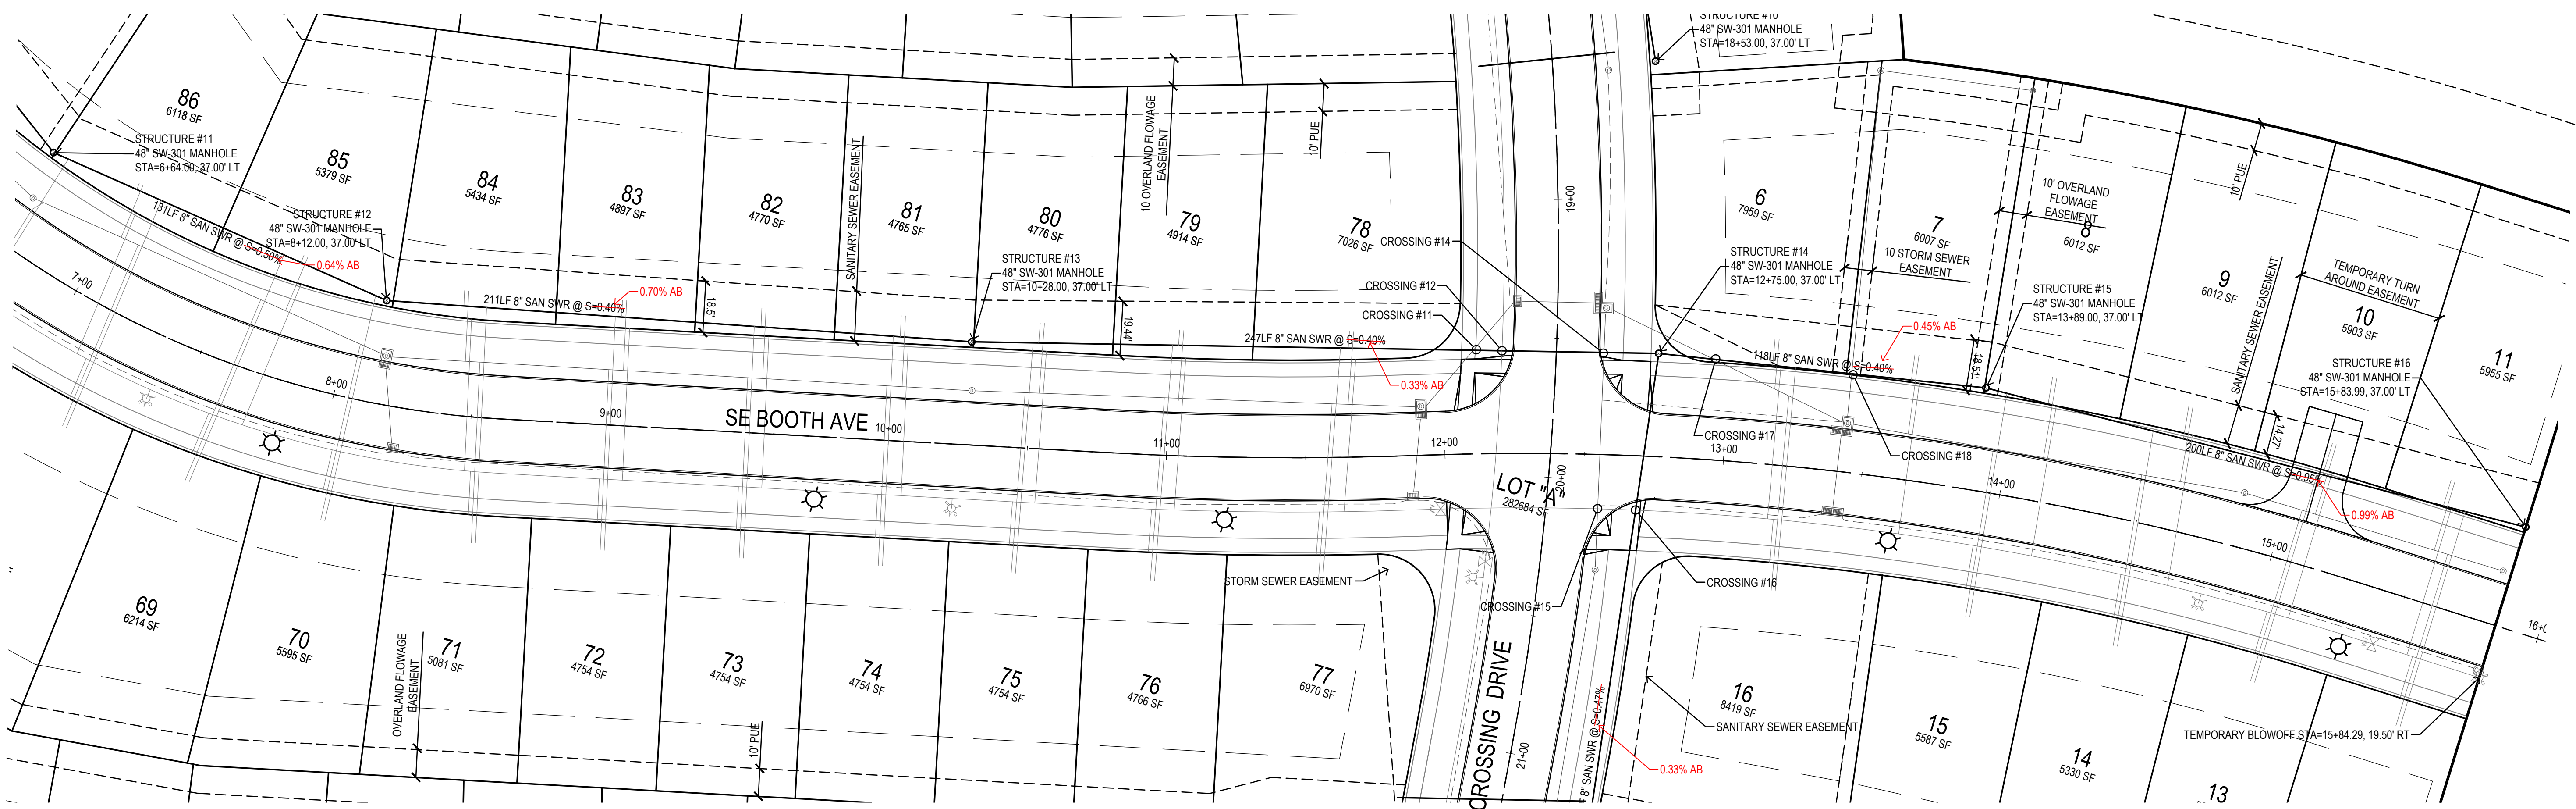 STRUCTURE #10
48" SW-301 MANHOLE
STA=18+53.00, 37.00' LT
86
6118 SF
STRUCTURE #11
48" SW-301 MANHOLE
STA=6+64.00, 37.00' LT
85
5379 SF
84
5434 SF
83
4897 SF
82
4770 SF
SANITARY SEWER EASEMENT
81
4765 SF
80
4776 SF
10 OVERLAND FLOWAGE
EASEMENT
79
4914 SF
10' PUE
78
7026 SF
CROSSING #14
CROSSING #12
CROSSING #11
19+00
6
7959 SF
7
6007 SF
10 STORM SEWER
EASEMENT
10' OVERLAND
FLOWAGE
EASEMENT
8
6012 SF
10' PUE
9
6012 SF
SANITARY SEWER EASEMENT
TEMPORARY TURN
AROUND EASEMENT
10
5903 SF
11
5955 SF
131LF 8" SAN SWR @ S=0.50%
0.64% AB
STRUCTURE #12
48" SW-301 MANHOLE
STA=8+12.00, 37.00' LT
211LF 8" SAN SWR @ S=0.40%
0.70% AB
18.5'
STRUCTURE #13
48" SW-301 MANHOLE
STA=10+28.00, 37.00' LT
19.44'
247LF 8" SAN SWR @ S=0.40%
0.33% AB
STRUCTURE #14
48" SW-301 MANHOLE
STA=12+75.00, 37.00' LT
118LF 8" SAN SWR @ S=0.40%
0.45% AB
18.51'
STRUCTURE #15
48" SW-301 MANHOLE
STA=13+89.00, 37.00' LT
STRUCTURE #16
48" SW-301 MANHOLE
STA=15+83.99, 37.00' LT
14.27'
200LF 8" SAN SWR @ S=0.95%
0.99% AB
7+00
8+00
9+00
SE BOOTH AVE
10+00
11+00
12+00
CROSSING #17
13+00
CROSSING #18
14+00
15+00
LOT "A"
282684 SF
20+00
STORM SEWER EASEMENT
CROSSING #15
CROSSING #16
CROSSING DRIVE
21+00
8" SAN SWR @ S=0.47%
0.33% AB
69
6214 SF
70
5595 SF
OVERLAND FLOWAGE
EASEMENT
71
5081 SF
72
4754 SF
73
4754 SF
10' PUE
74
4754 SF
75
4754 SF
76
4766 SF
77
6970 SF
16
8419 SF
SANITARY SEWER EASEMENT
15
5587 SF
14
5330 SF
13
TEMPORARY BLOWOFF STA=15+84.29, 19.50' RT